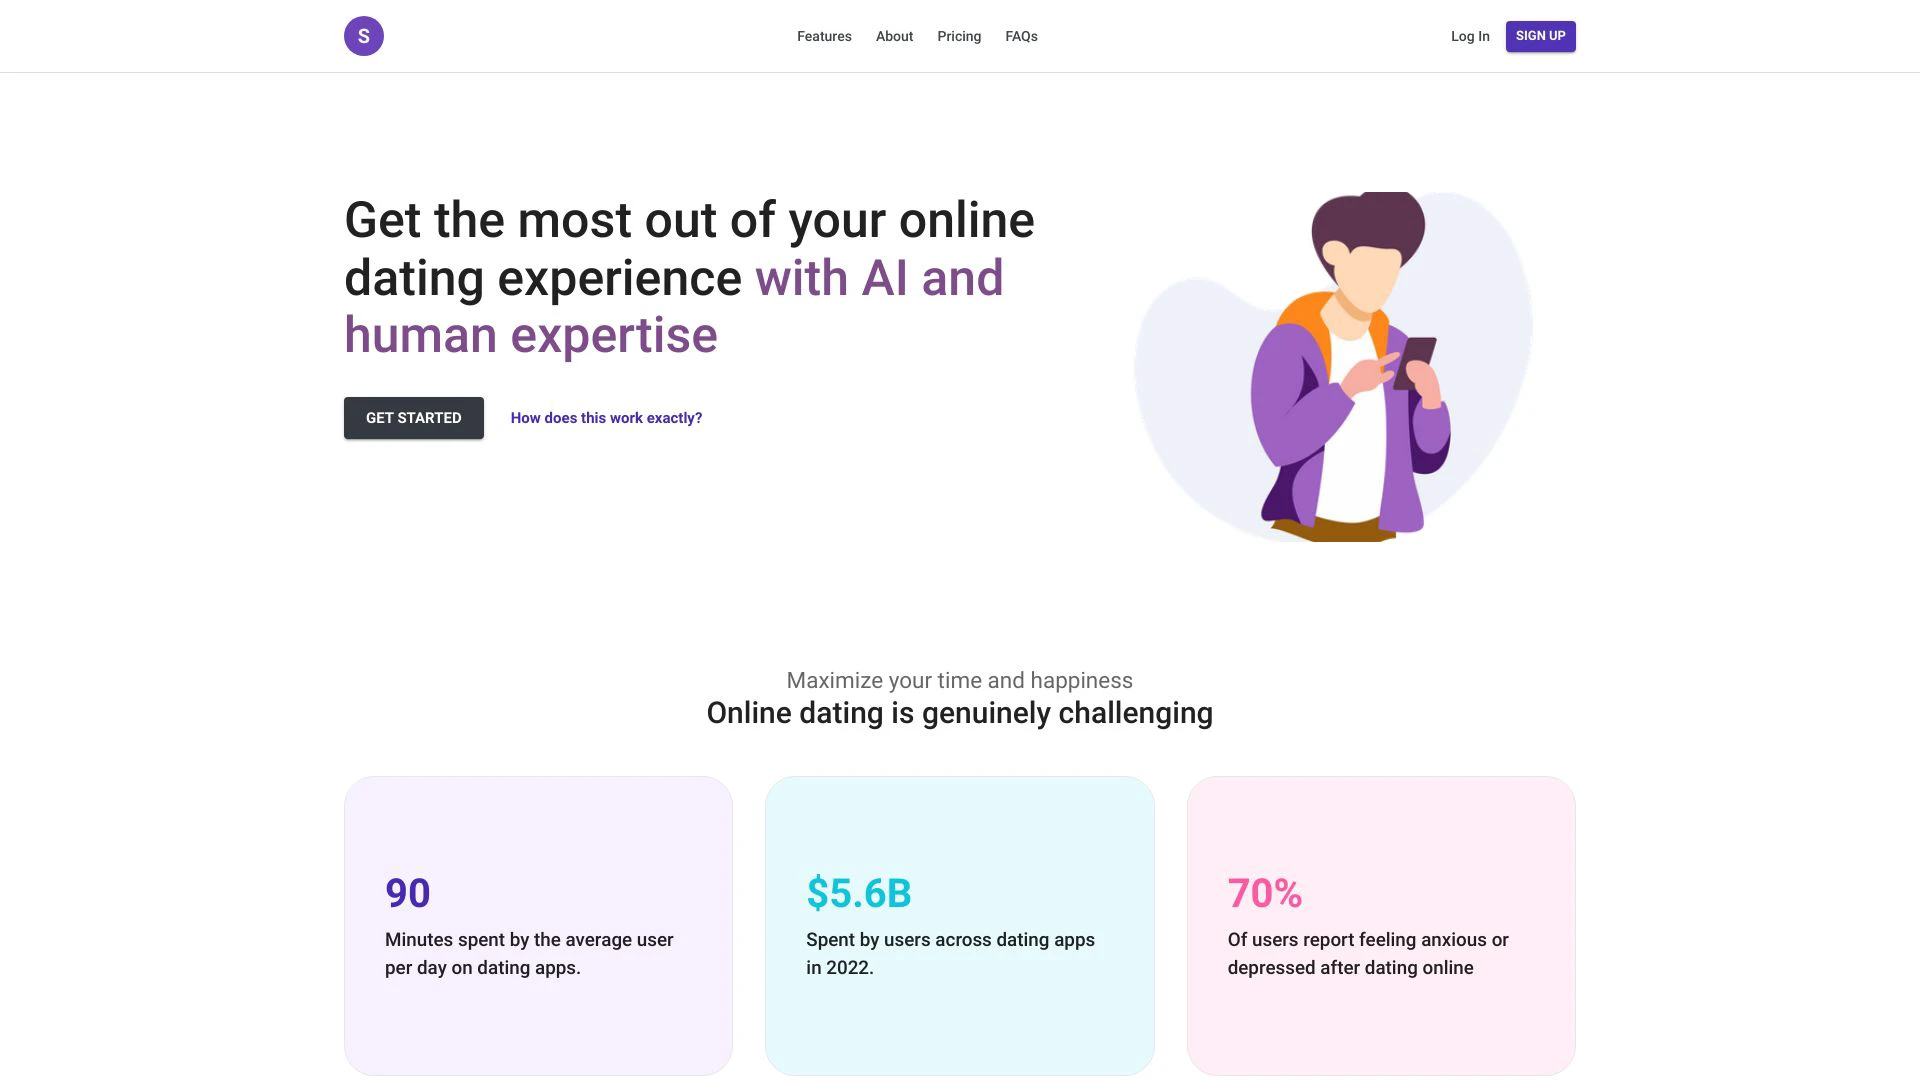 S
Features
About
Pricing
FAQs
Log In
SIGN UP
Get the most out of your online
dating experience with AI and
human expertise
GET STARTED
How does this work exactly?
Maximize your time and happiness
Online dating is genuinely challenging
90
Minutes spent by the average user
per day on dating apps.
$5.6B
Spent by users across dating apps
in 2022.
70%
Of users report feeling anxious or
depressed after dating online